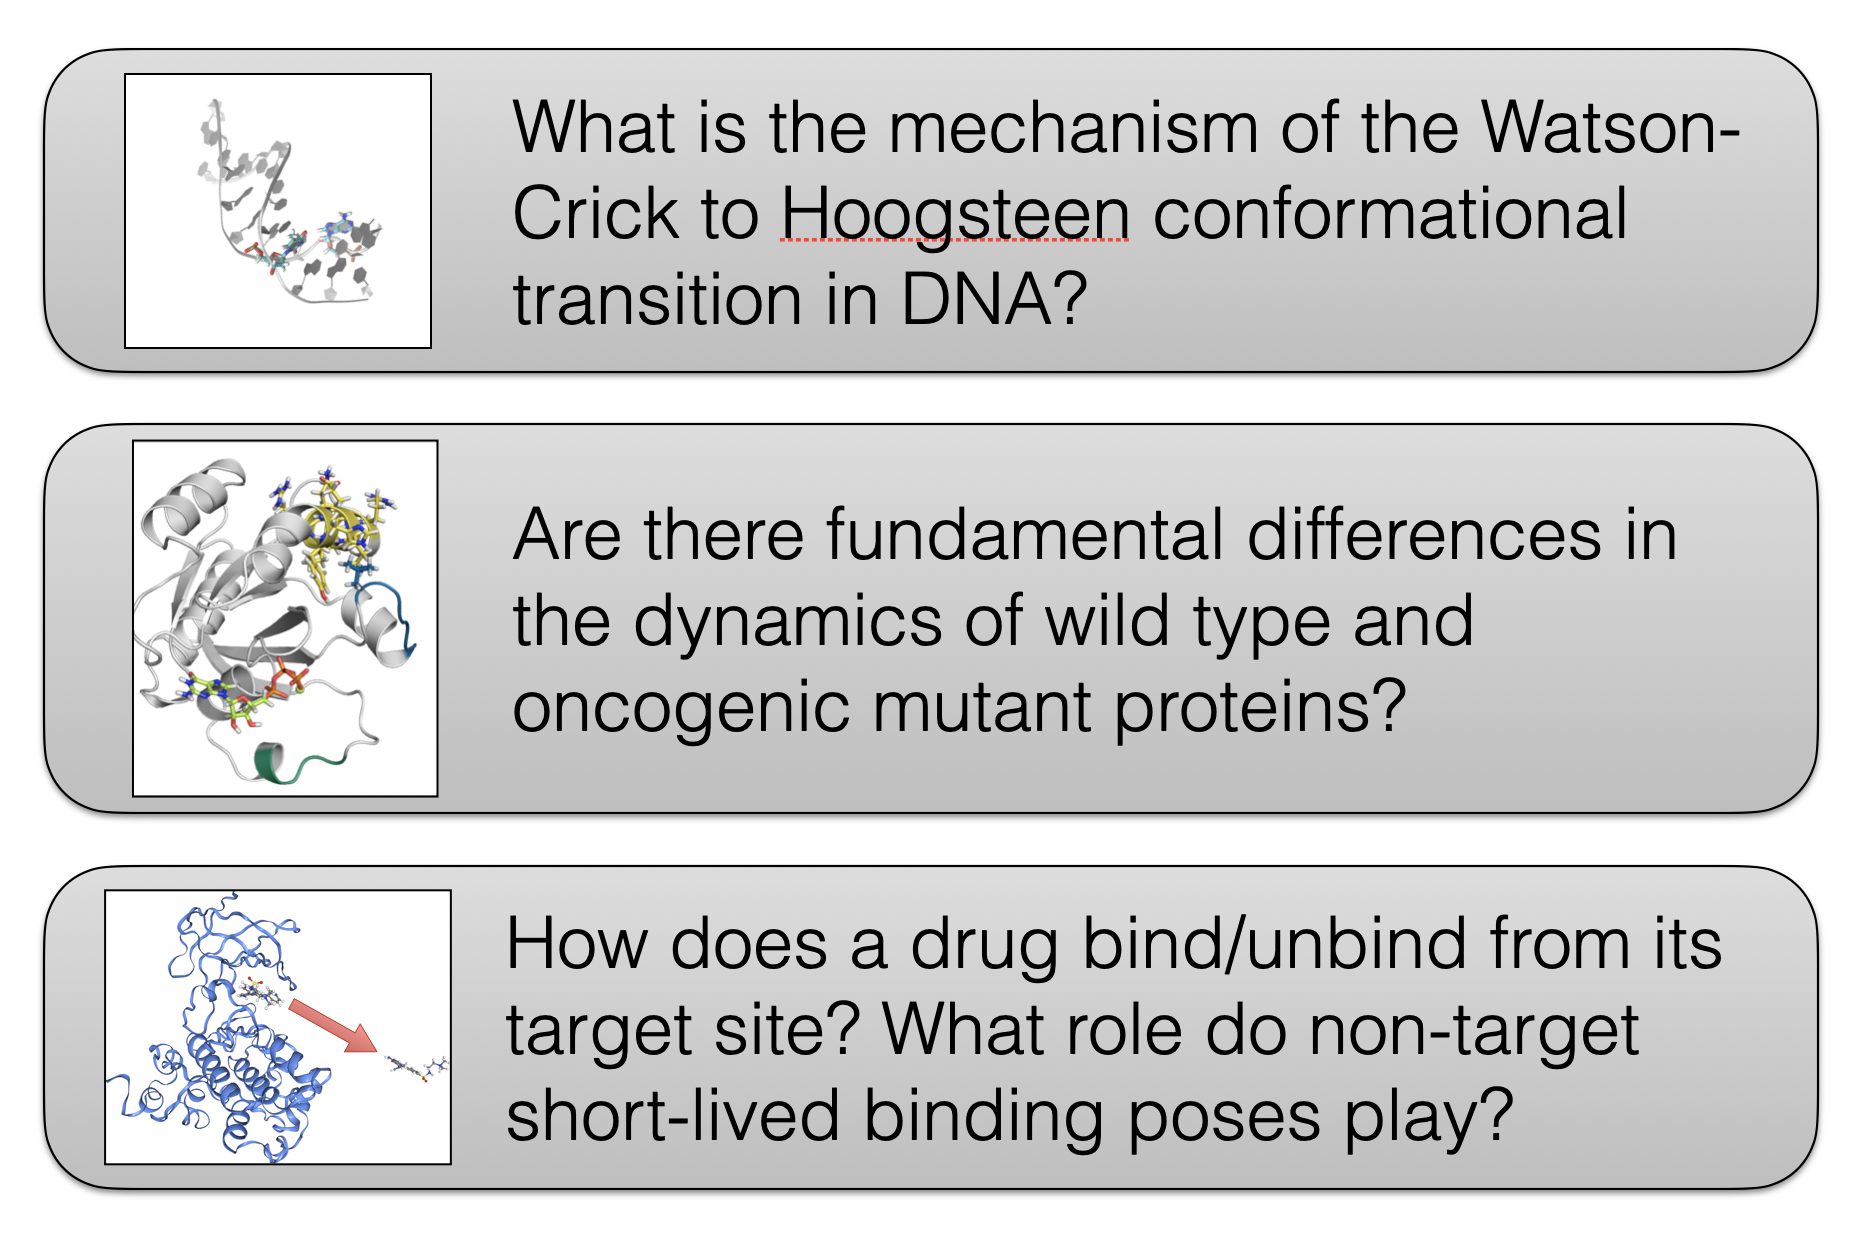 What is the mechanism of the Watson-
Crick to Hoogsteen conformational
transition in DNA?
Are there fundamental differences in
the dynamics of wild type and
oncogenic mutant proteins?
How does a drug bind/unbind from its
target site? What role do non-target
short-lived binding poses play?